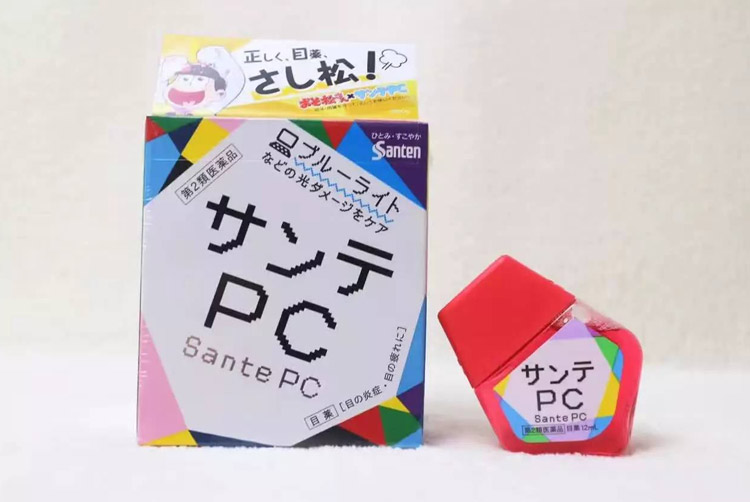 正しく、目薬、
さし松!
おそ松さん×サンテPC
ひとみ・すこやか
Santen
第2類医薬品
ブルーライト
などの光ダメージをケア
サンテ
PC
Sante PC
目薬 [目の炎症・目の疲れに]
サンテ
PC
Sante PC
第2類医薬品 目薬 12mL